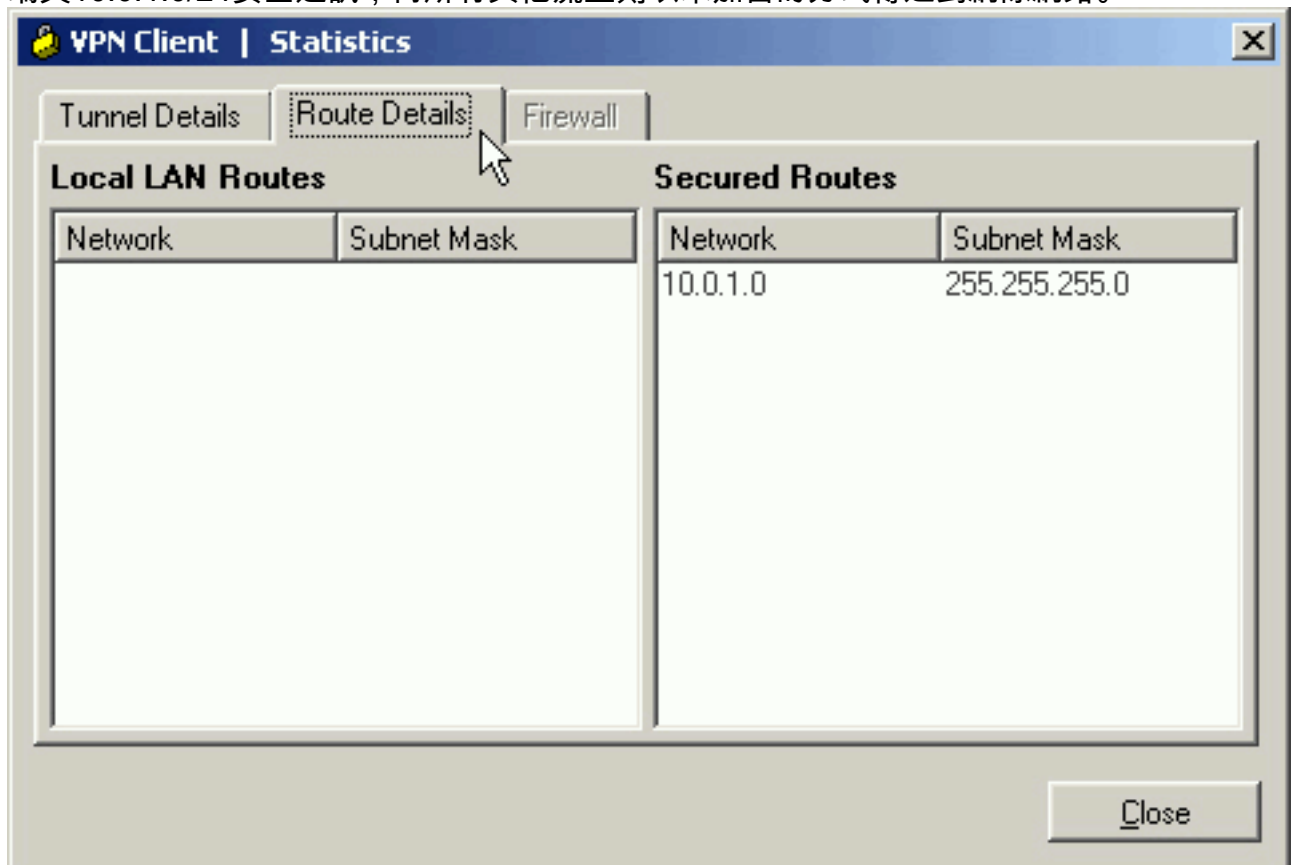 VPN Client | Statistics
Tunnel Details
Route Details
Firewall
Local LAN Routes
Secured Routes
Network
Subnet Mask
Network
Subnet Mask
10.0.1.0
255.255.255.0
Close